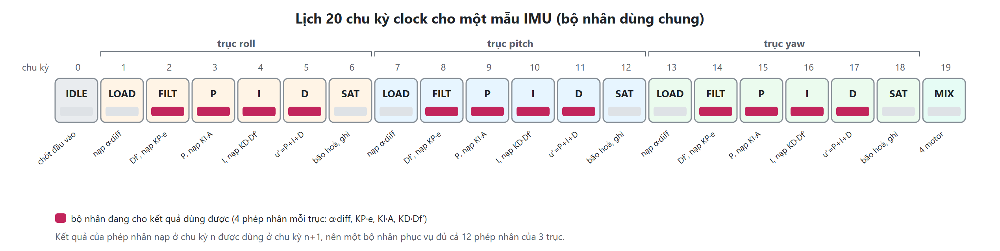 Lịch 20 chu kỳ clock cho một mẫu IMU (bộ nhân dùng chung)
trục roll trục pitch trục yaw
chu kỳ 0 1 2 3 4 5 6 7 8 9 10 11 12 13 14 15 16 17 18 19
IDLE LOAD FILT P I D SAT LOAD FILT P I D SAT LOAD FILT P I D SAT MIX
chốt đầu vào
nạp α·diff
Df', nạp KP·e
P, nạp KI·A
I, nạp KD·Df'
u'=P+I+D
bão hoà, ghi
nạp α·diff
Df', nạp KP·e
P, nạp KI·A
I, nạp KD·Df'
u'=P+I+D
bão hoà, ghi
nạp α·diff
Df', nạp KP·e
P, nạp KI·A
I, nạp KD·Df'
u'=P+I+D
bão hoà, ghi
4 motor
bộ nhân đang cho kết quả dùng được (4 phép nhân mỗi trục: α·diff, KP·e, KI·A, KD·Df')
Kết quả của phép nhân nạp ở chu kỳ n được dùng ở chu kỳ n+1, nên một bộ nhân phục vụ đủ cả 12 phép nhân của 3 trục.